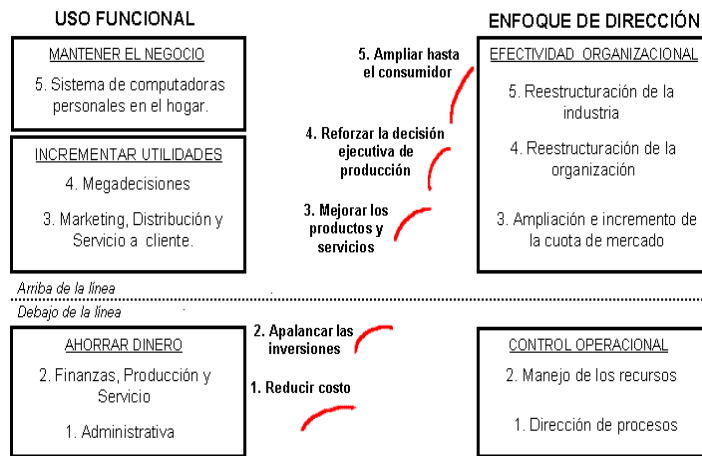 USO FUNCIONAL
MANTENER EL NEGOCIO
5. Sistema de computadoras
personales en el hogar.
INCREMENTAR UTILIDADES
4. Megadecisiones
3. Marketing, Distribución y
Servicio a cliente.
5. Ampliar hasta
el consumidor
4. Reforzar la decisión
ejecutiva de
producción
3. Mejorar los
productos y
servicios
ENFOQUE DE DIRECCIÓN
EFECTIVIDAD ORGANIZACIONAL
5. Reestructuración de la
industria
4. Reestructuración de la
organización
3. Ampliación e incremento de
la cuota de mercado
Arriba de la línea
Debajo de la línea
AHORRAR DINERO
2. Finanzas, Producción y
Servicio
1. Administrativa
2. Apalancar las
inversiones
1. Reducir costo
CONTROL OPERACIONAL
2. Manejo de los recursos
1. Dirección de procesos